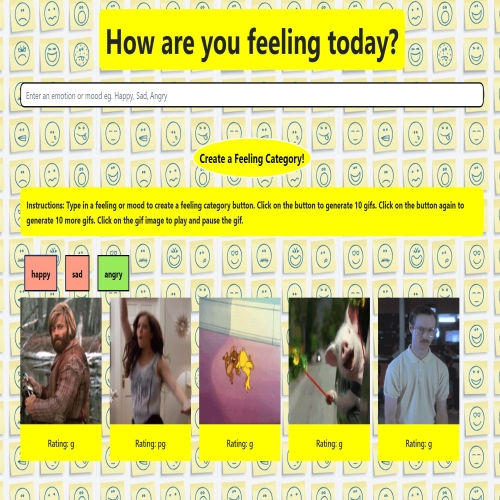 How are you feeling today?
Enter an emotion or mood eg. Happy, Sad, Angry
Create a Feeling Category!
Instructions: Type in a feeling or mood to create a feeling category button. Click on the button to generate 10 gifs. Click on the button again to
generate 10 more gifs. Click on the gif image to play and pause the gif.
happy sad angry
Rating: g Rating: pg Rating: g Rating: g Rating: g